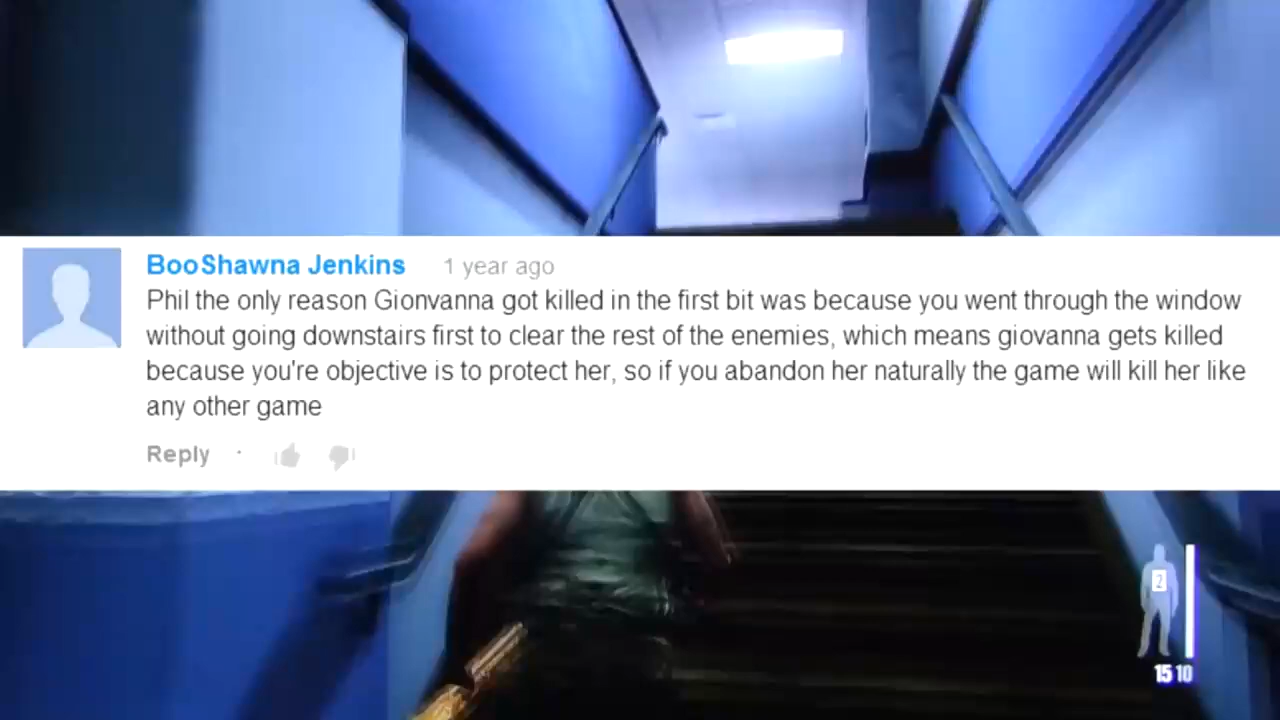 BooShawna Jenkins 1 year ago
Phil the only reason Gionvanna got killed in the first bit was because you went through the window
without going downstairs first to clear the rest of the enemies, which means giovanna gets killed
because you're objective is to protect her, so if you abandon her naturally the game will kill her like
any other game
Reply ·
2
15 10